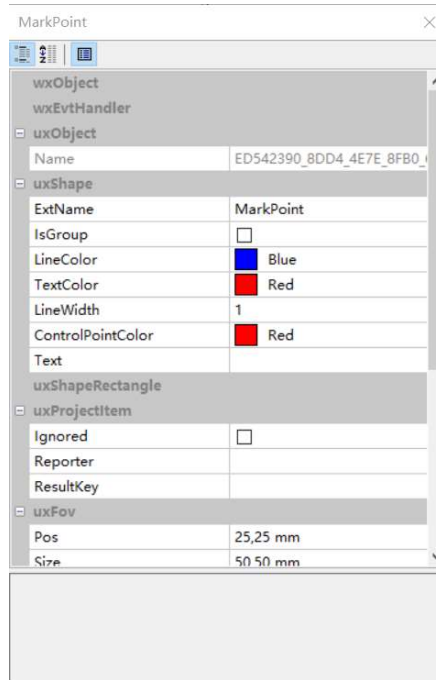 MarkPoint
wxObject
wxEvtHandler
uxObject
Name ED542390_8DD4_4E7E_8FB0_
uxShape
ExtName MarkPoint
IsGroup
LineColor Blue
TextColor Red
LineWidth 1
ControlPointColor Red
Text
uxShapeRectangle
uxProjectItem
Ignored
Reporter
ResultKey
uxFov
Pos 25,25 mm
Size 50,50 mm